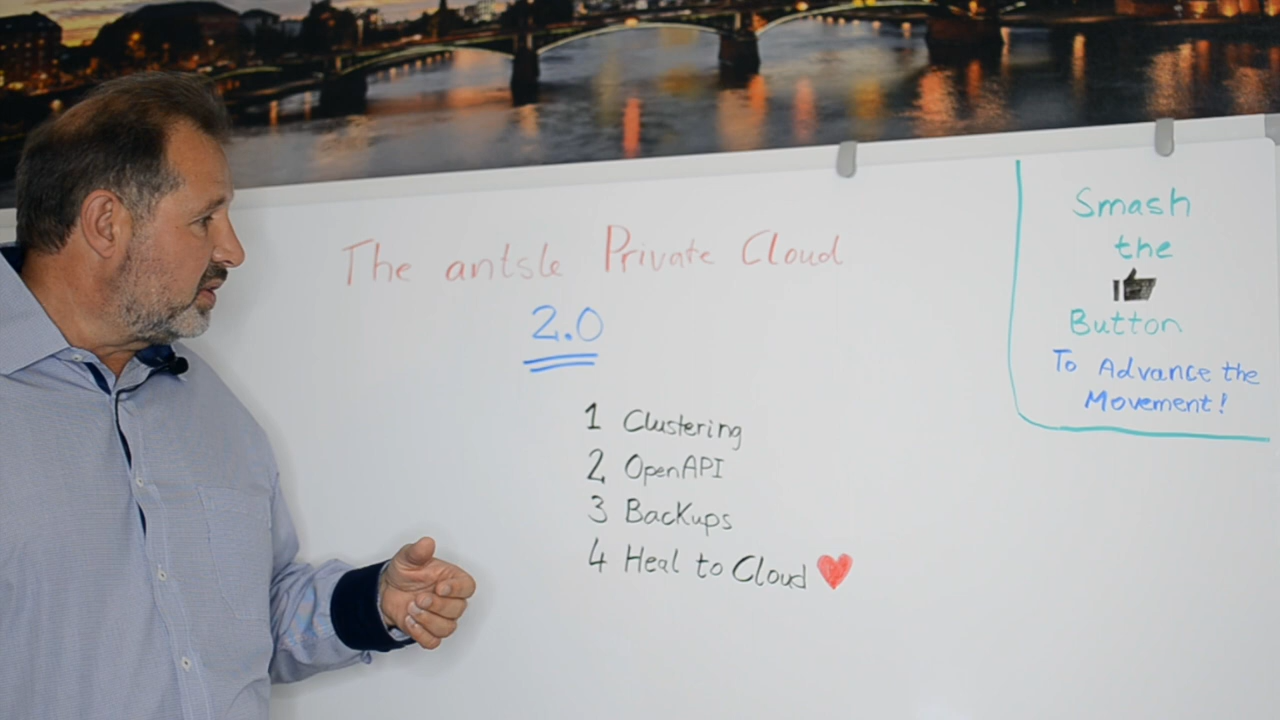 The antsle Private Cloud
2.0
1 Clustering
2 OpenAPI
3 Backups
4 Heal to Cloud
Smash
the
Button
To Advance the
Movement!